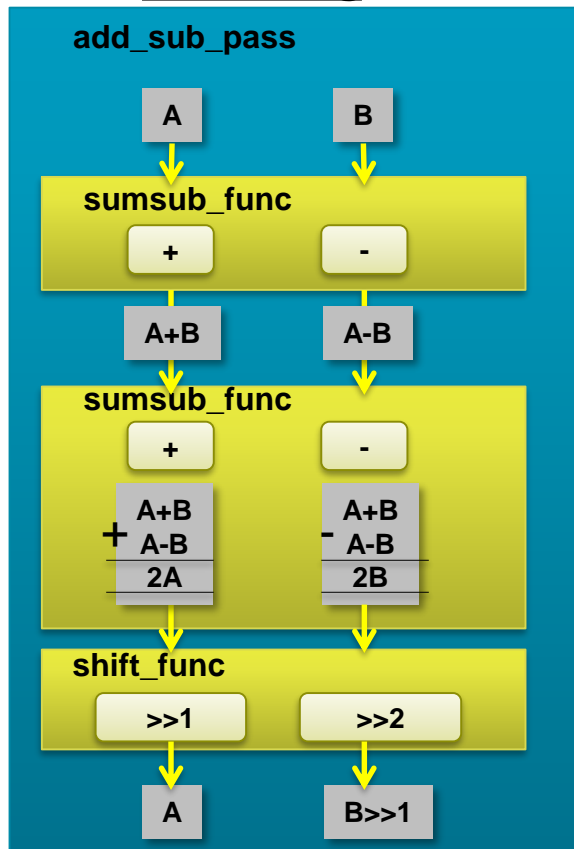 add_sub_pass
A B
sumsub_func
+ -
A+B A-B
sumsub_func
+ -
A+B A+B
+ A-B - A-B
2A 2B
shift_func
>>1 >>2
A B>>1